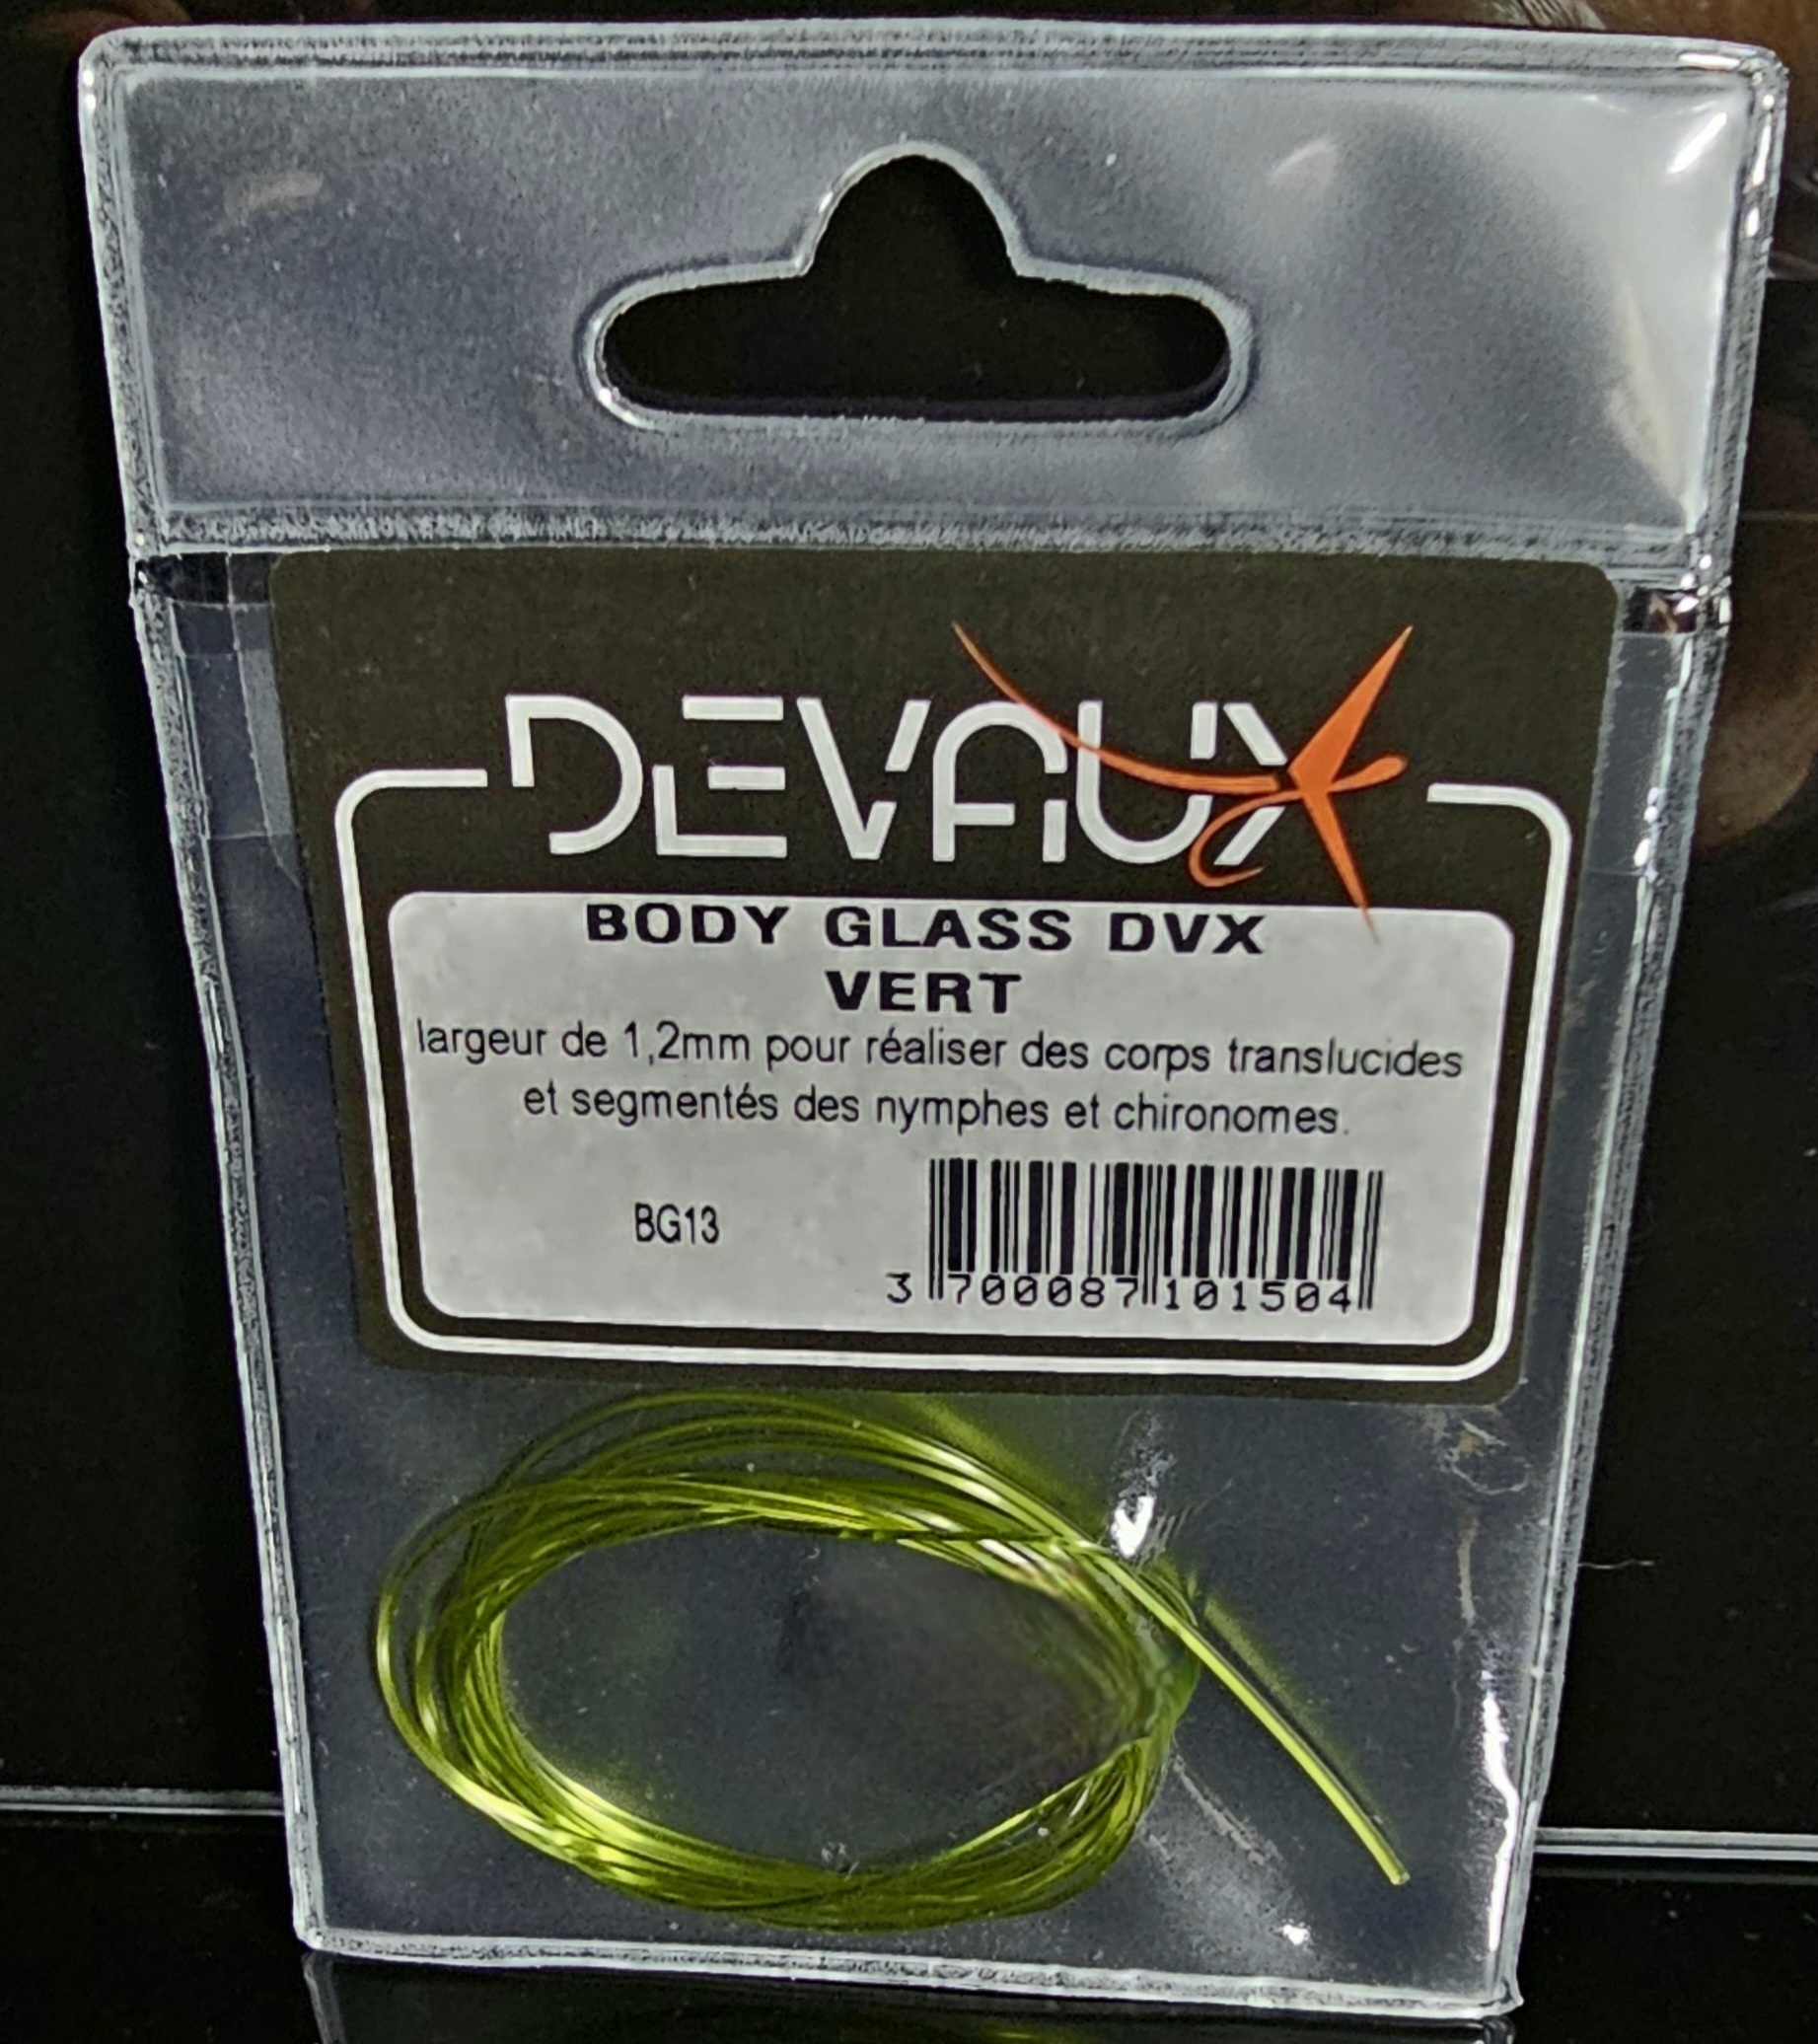 DEVAUX
BODY GLASS DVX
VERT
largeur de 1,2mm pour réaliser des corps translucides
et segmentés des nymphes et chironomes.
BG13
3 700087 101504